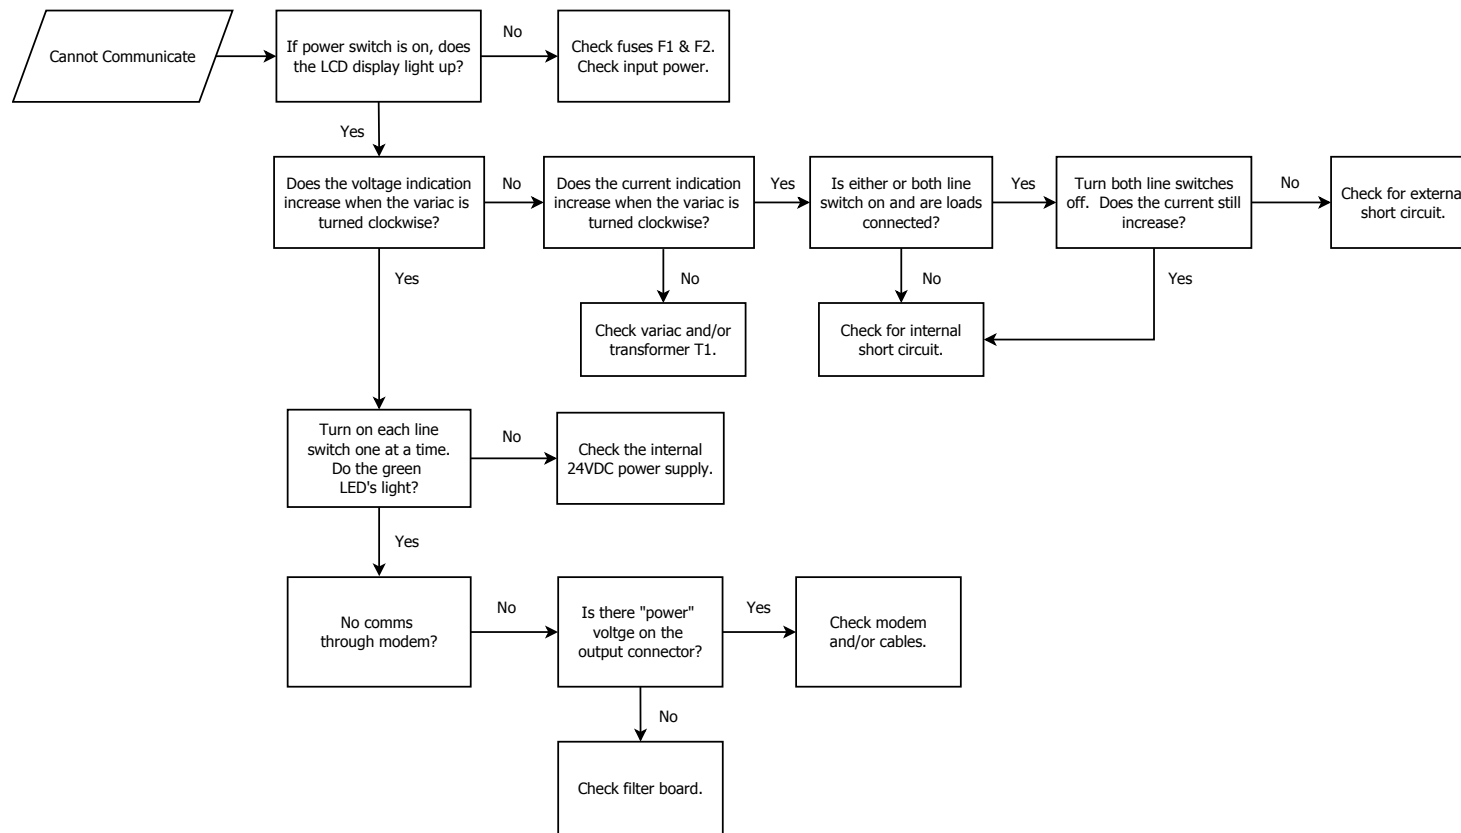 Cannot Communicate
If power switch is on, does
the LCD display light up?
No
Check fuses F1 & F2.
Check input power.
Yes
Does the voltage indication
increase when the variac is
turned clockwise?
No
Does the current indication
increase when the variac is
turned clockwise?
Yes
Is either or both line
switch on and are loads
connected?
Yes
Turn both line switches
off.  Does the current still
increase?
No
Check for external
short circuit.
Yes
No
No
Yes
Check variac and/or
transformer T1.
Check for internal
short circuit.
Turn on each line
switch one at a time.
Do the green
LED's light?
No
Check the internal
24VDC power supply.
Yes
No comms
through modem?
No
Is there "power"
voltge on the
output connector?
Yes
Check modem
and/or cables.
No
Check filter board.